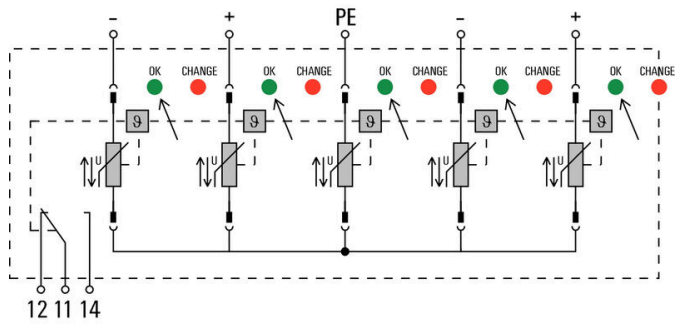 - + PE - +
OK CHANGE OK CHANGE OK CHANGE OK CHANGE OK CHANGE
ϑ ϑ ϑ ϑ ϑ
U U U U U
12 11 14